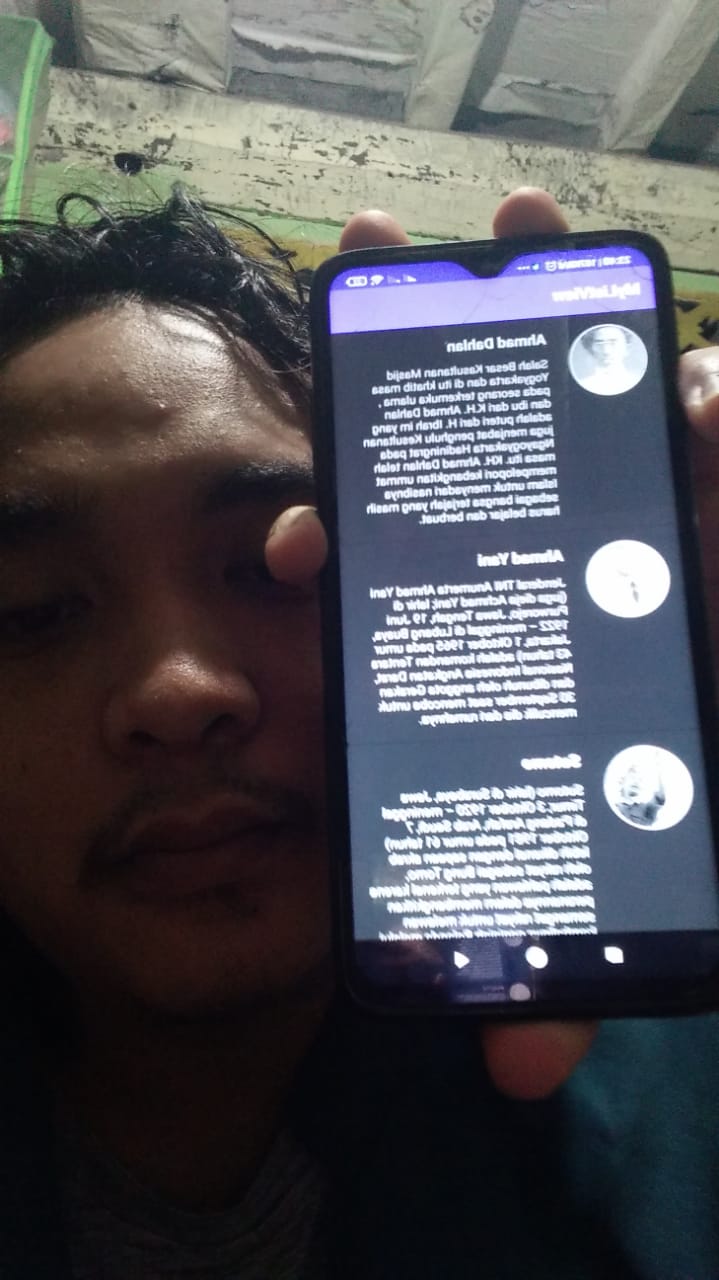 22:48 | 167KB/d
MyListView
Ahmad Dahlan
Salah Besar Kasultanan Masjid
Yogyakarta dan di itu khatib masa
pada seorang terkemuka ulama ,
dan ibu dari K.H. Ahmad Dahlan
adalah puteri dari H. Ibrah im yang
juga menjabat penghulu Kesultanan
Ngayogyakarta Hadiningrat pada
masa itu. KH. Ahmad Dahlan telah
mempelopori kebangkitan ummat
Islam untuk menyadari nasibnya
sebagai bangsa terjajah yang masih
harus belajar dan berbuat.
Ahmad Yani
Jenderal TNI Anumerta Ahmad Yani
(juga dieja Achmad Yani; lahir di
Purworejo, Jawa Tengah, 19 Juni
1922 – meninggal di Lubang Buaya,
Jakarta, 1 Oktober 1965 pada umur
43 tahun) adalah komandan Tentara
Nasional Indonesia Angkatan Darat,
dan dibunuh oleh anggota Gerakan
30 September saat mencoba untuk
menculik dia dari rumahnya.
Sutomo
Sutomo (lahir di Surabaya, Jawa
Timur, 3 Oktober 1920 – meninggal
di Padang Arafah, Arab Saudi, 7
Oktober 1981 pada umur 61 tahun)
lebih dikenal dengan sapaan akrab
oleh rakyat sebagai Bung Tomo,
adalah pahlawan yang terkenal karena
peranannya dalam membangkitkan
semangat rakyat untuk melawan